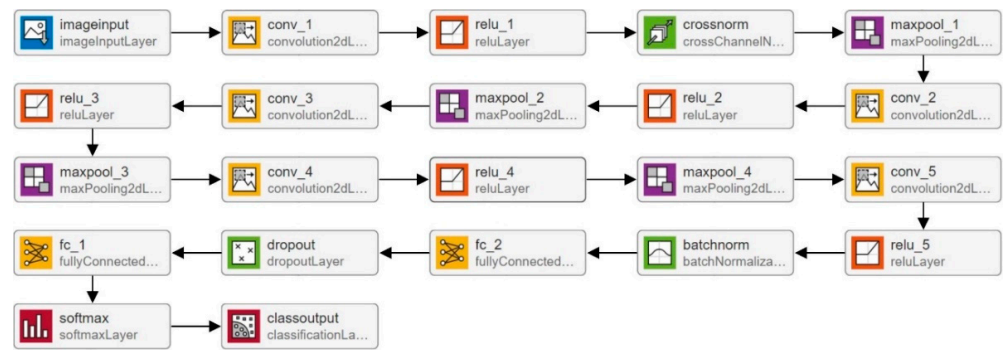 imageinput
imageInputLayer
conv_1
convolution2dL...
relu_1
reluLayer
crossnorm
crossChannelN...
maxpool_1
maxPooling2dL...
relu_3
reluLayer
conv_3
convolution2dL...
maxpool_2
maxPooling2dL...
relu_2
reluLayer
conv_2
convolution2dL...
maxpool_3
maxPooling2dL...
conv_4
convolution2dL...
relu_4
reluLayer
maxpool_4
maxPooling2dL...
conv_5
convolution2dL...
fc_1
fullyConnected...
dropout
dropoutLayer
fc_2
fullyConnected...
batchnorm
batchNormaliza...
relu_5
reluLayer
softmax
softmaxLayer
classoutput
classificationLa...